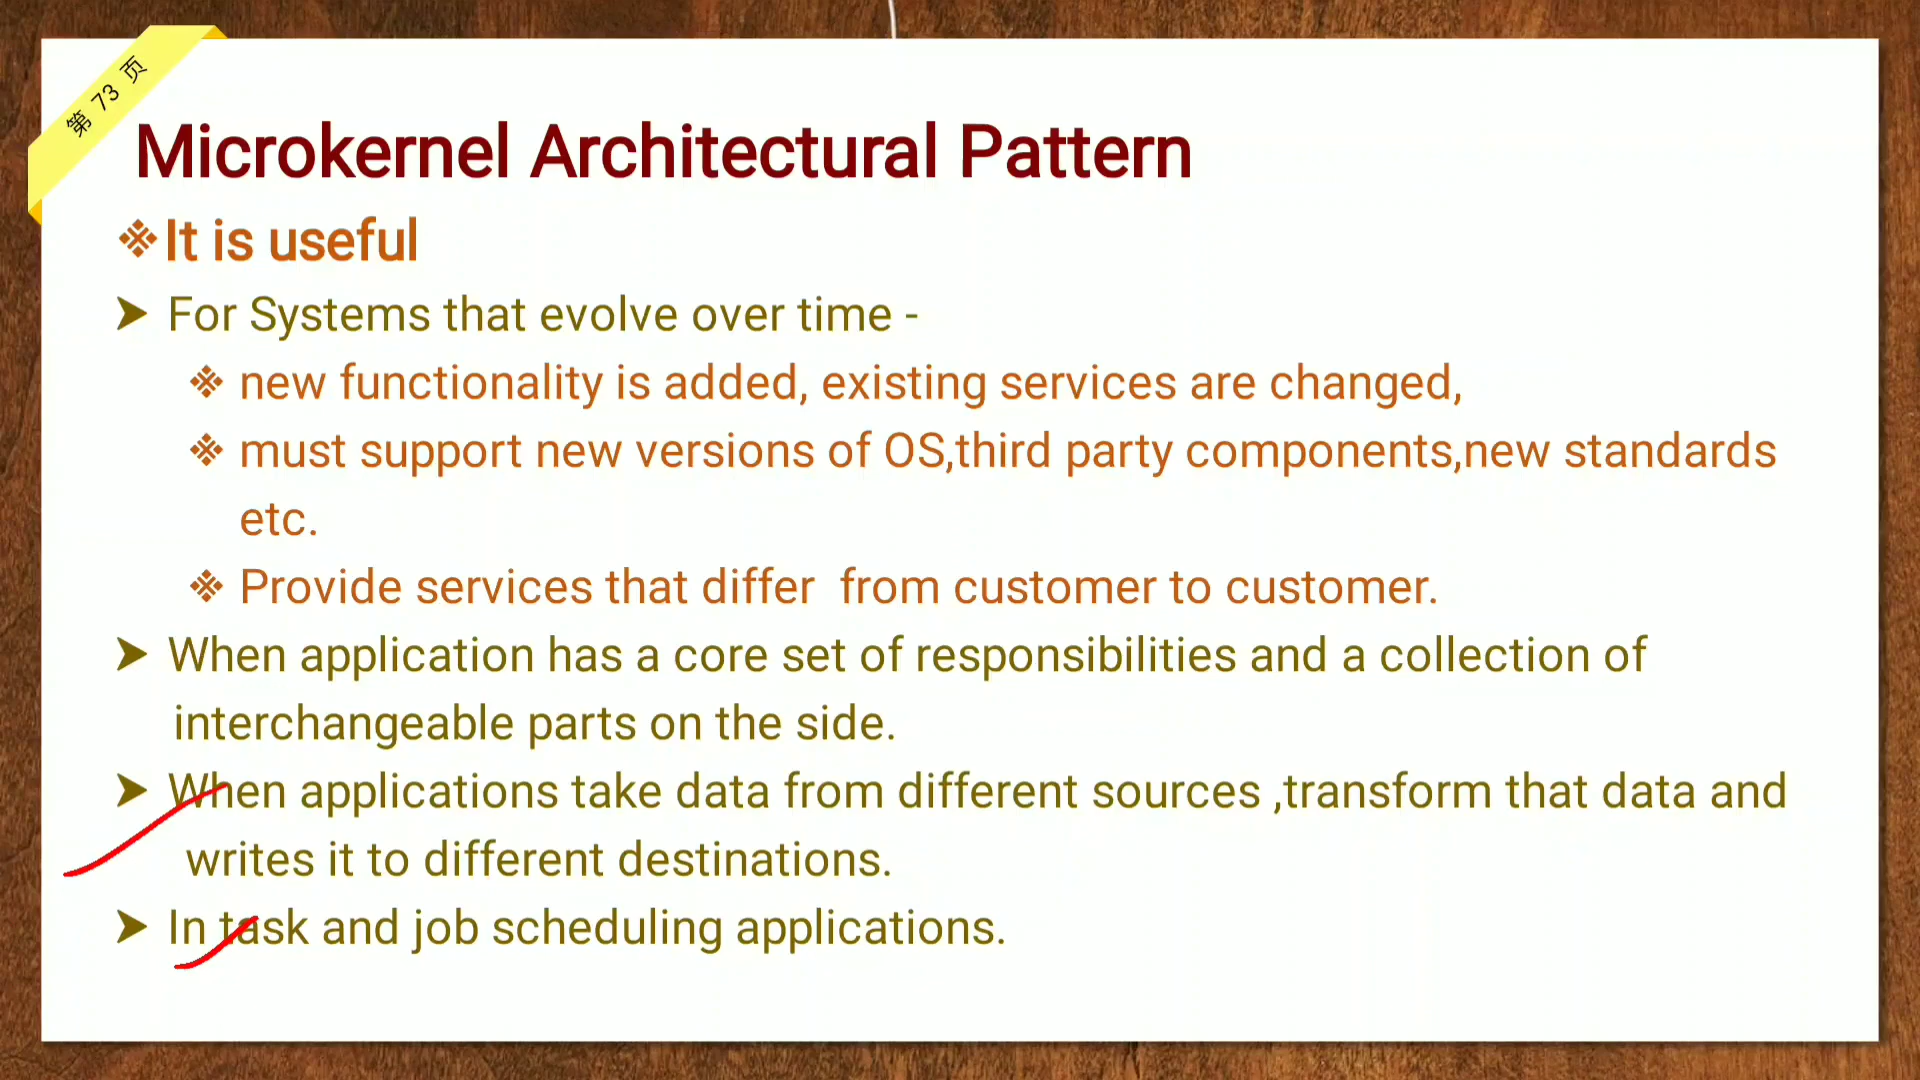 第 73 页
Microkernel Architectural Pattern
It is useful
For Systems that evolve over time -
new functionality is added, existing services are changed,
must support new versions of OS,third party components,new standards
etc.
Provide services that differ  from customer to customer.
When application has a core set of responsibilities and a collection of
interchangeable parts on the side.
When applications take data from different sources ,transform that data and
writes it to different destinations.
In task and job scheduling applications.